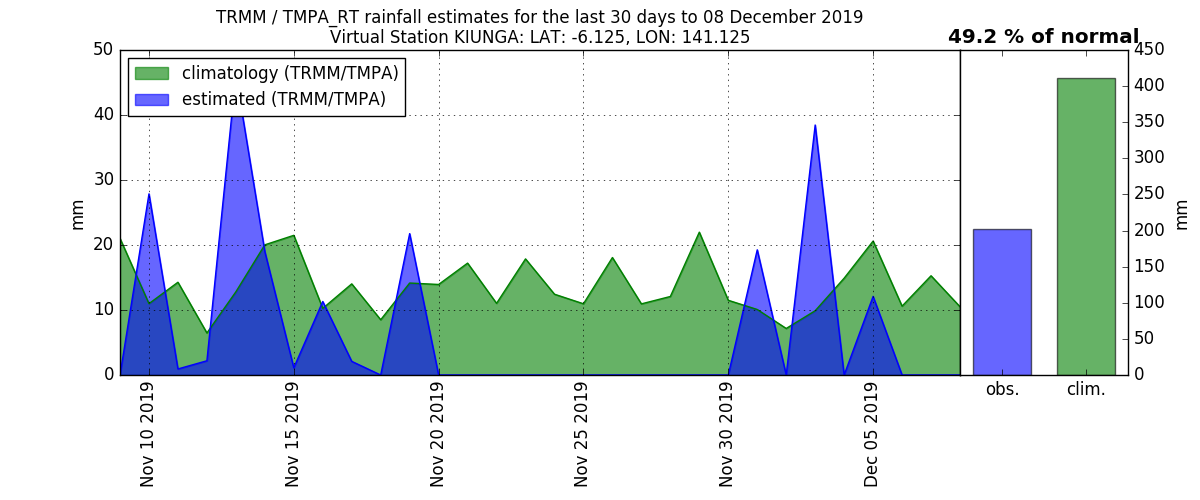 TRMM / TMPA_RT rainfall estimates for the last 30 days to 08 December 2019
Virtual Station KIUNGA: LAT: -6.125, LON: 141.125
49.2 % of normal
climatology (TRMM/TMPA)
estimated (TRMM/TMPA)
mm
50
40
30
20
10
0
Nov 10 2019
Nov 15 2019
Nov 20 2019
Nov 25 2019
Nov 30 2019
Dec 05 2019
obs.
clim.
450
400
350
300
250
200
150
100
50
0
mm